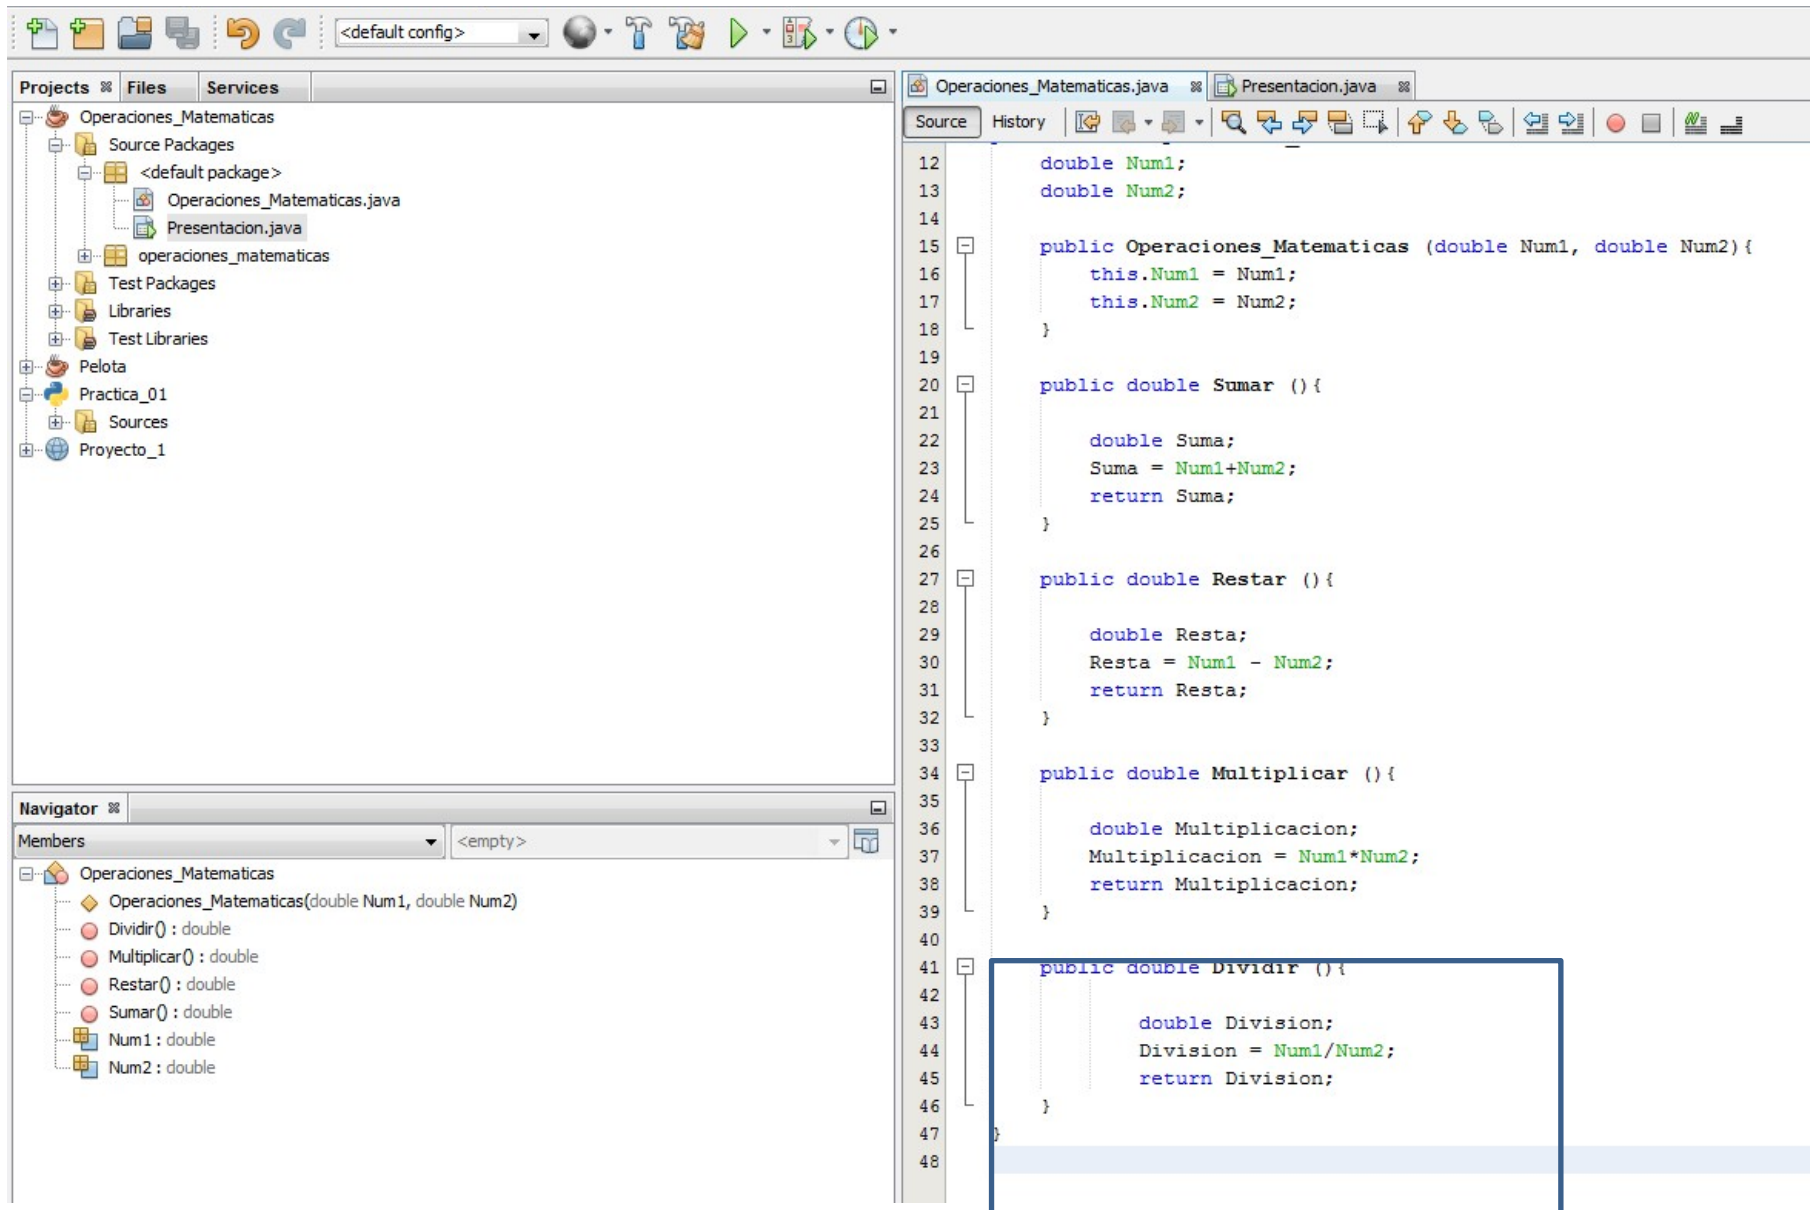 <default config>
Projects Files Services
Operaciones_Matematicas
Source Packages
<default package>
Operaciones_Matematicas.java
Presentacion.java
operaciones_matematicas
Test Packages
Libraries
Test Libraries
Pelota
Practica_01
Sources
Proyecto_1
Navigator
Members <empty>
Operaciones_Matematicas
Operaciones_Matematicas(double Num1, double Num2)
Dividir() : double
Multiplicar() : double
Restar() : double
Sumar() : double
Num1 : double
Num2 : double
Operaciones_Matematicas.java Presentacion.java
Source History
12 double Num1;
13 double Num2;
14
15 public Operaciones_Matematicas (double Num1, double Num2){
16 this.Num1 = Num1;
17 this.Num2 = Num2;
18 }
19
20 public double Sumar (){
21
22 double Suma;
23 Suma = Num1+Num2;
24 return Suma;
25 }
26
27 public double Restar (){
28
29 double Resta;
30 Resta = Num1 - Num2;
31 return Resta;
32 }
33
34 public double Multiplicar (){
35
36 double Multiplicacion;
37 Multiplicacion = Num1*Num2;
38 return Multiplicacion;
39 }
40
41 public double Dividir (){
42
43 double Division;
44 Division = Num1/Num2;
45 return Division;
46 }
47 }
48